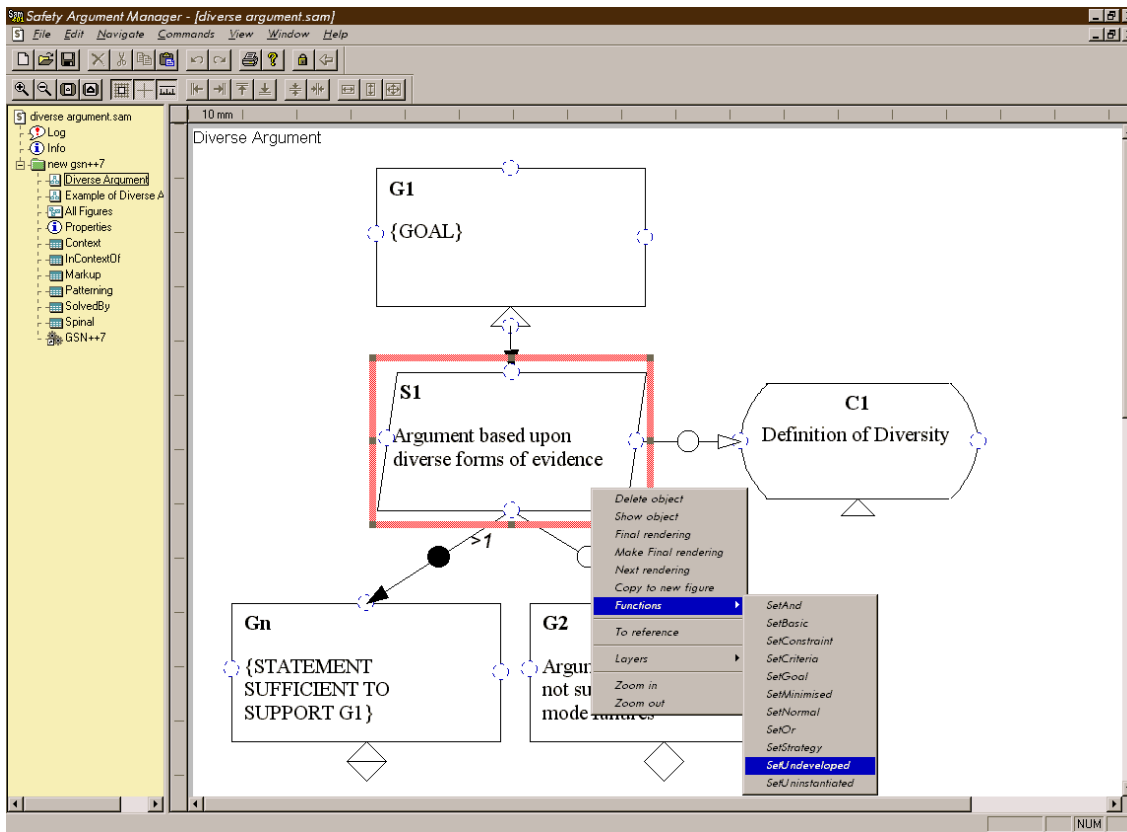 Safety Argument Manager - [diverse argument.sam]
File Edit Navigate Commands View Window Help
diverse argument.sam
Log
Info
new gsn++7
Diverse Argument
Example of Diverse A
All Figures
Properties
Context
InContextOf
Markup
Patterning
SolvedBy
Spinal
GSN++7
10 mm
Diverse Argument
G1
{GOAL}
S1
Argument based upon
diverse forms of evidence
C1
Definition of Diversity
>1
Gn
{STATEMENT
SUFFICIENT TO
SUPPORT G1}
G2
not su
Delete object
Show object
Final rendering
Make Final rendering
Next rendering
Copy to new figure
Functions
To reference
Layers
Zoom in
Zoom out
SetAnd
SetBasic
SetConstraint
SetCriteria
SetGoal
SetMinimised
SetNormal
SetOr
SetStrategy
SetUndeveloped
SetUninstantiated
NUM